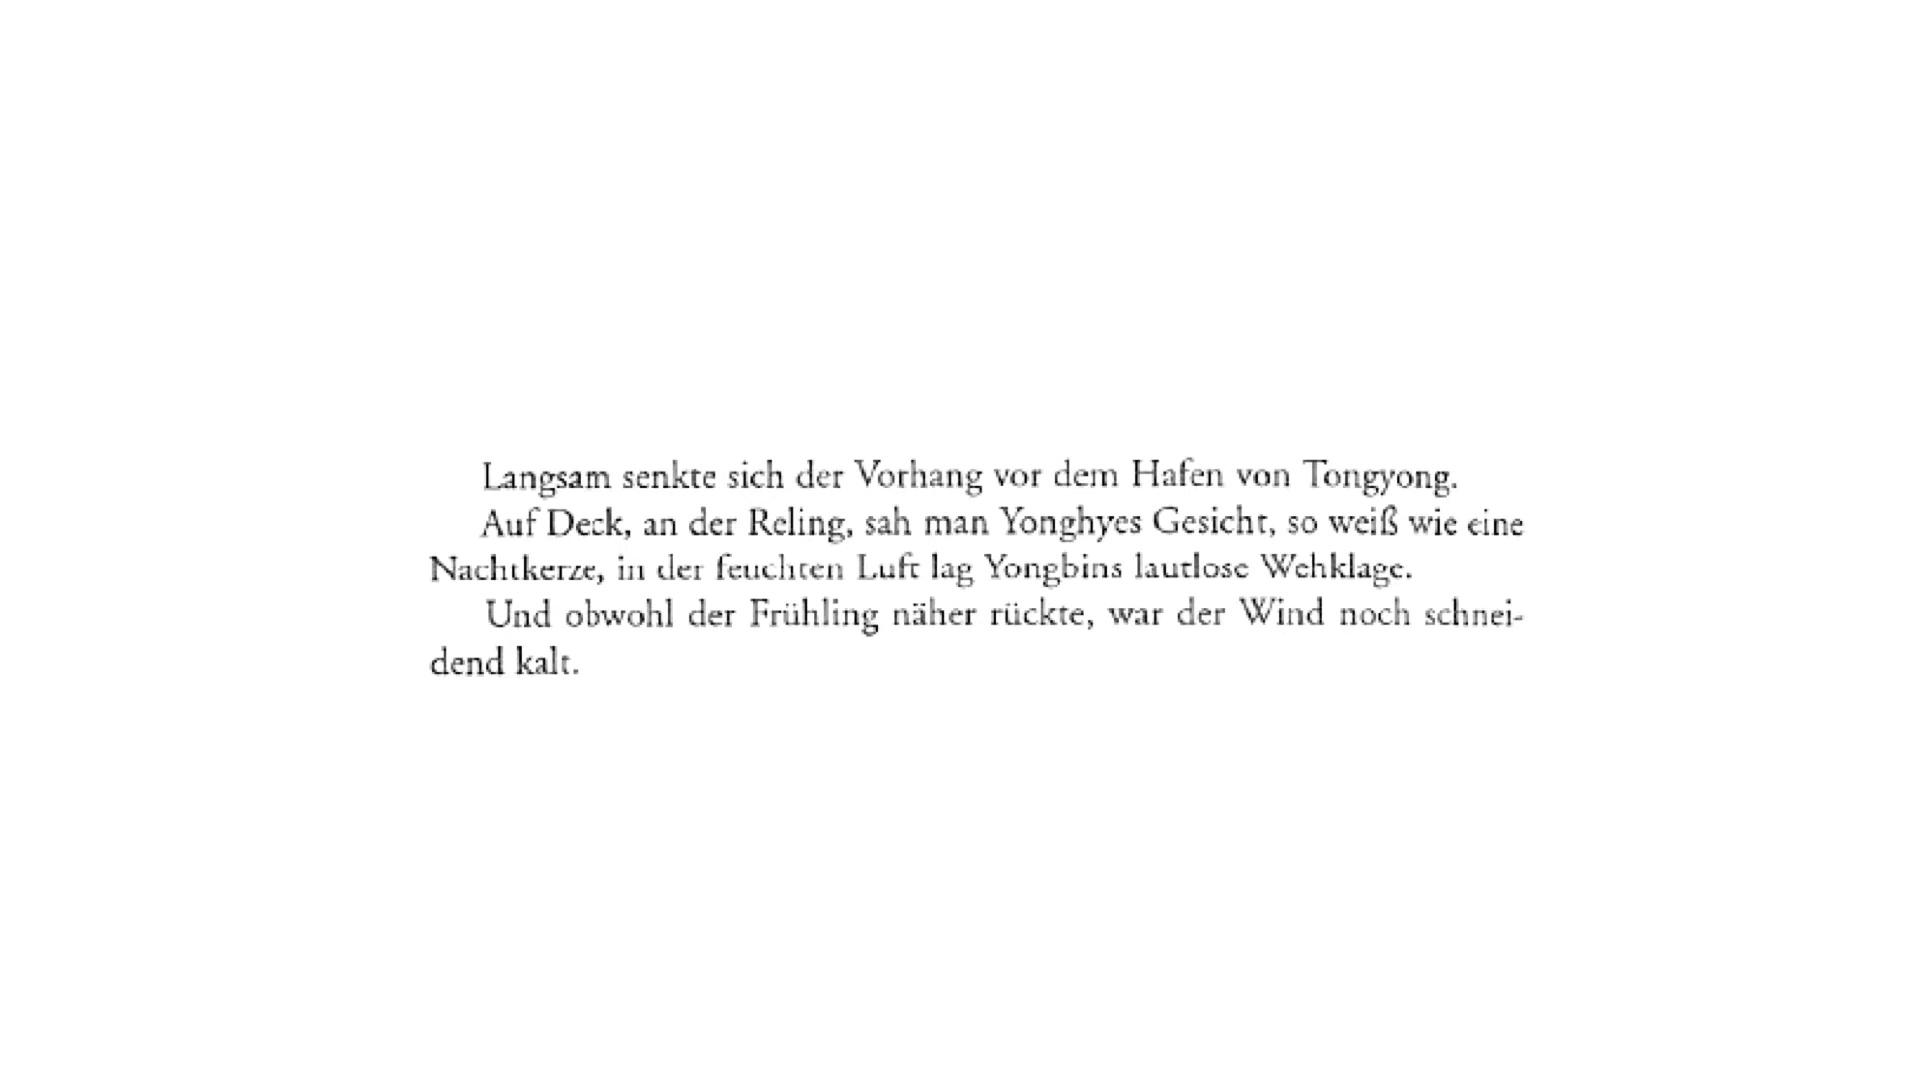 Langsam senkte sich der Vorhang vor dem Hafen von Tongyong.
Auf Deck, an der Reling, sah man Yonghyes Gesicht, so weiß wie eine
Nachtkerze, in der feuchten Luft lag Yongbins lautlose Wehklage.
Und obwohl der Frühling näher rückte, war der Wind noch schnei-
dend kalt.